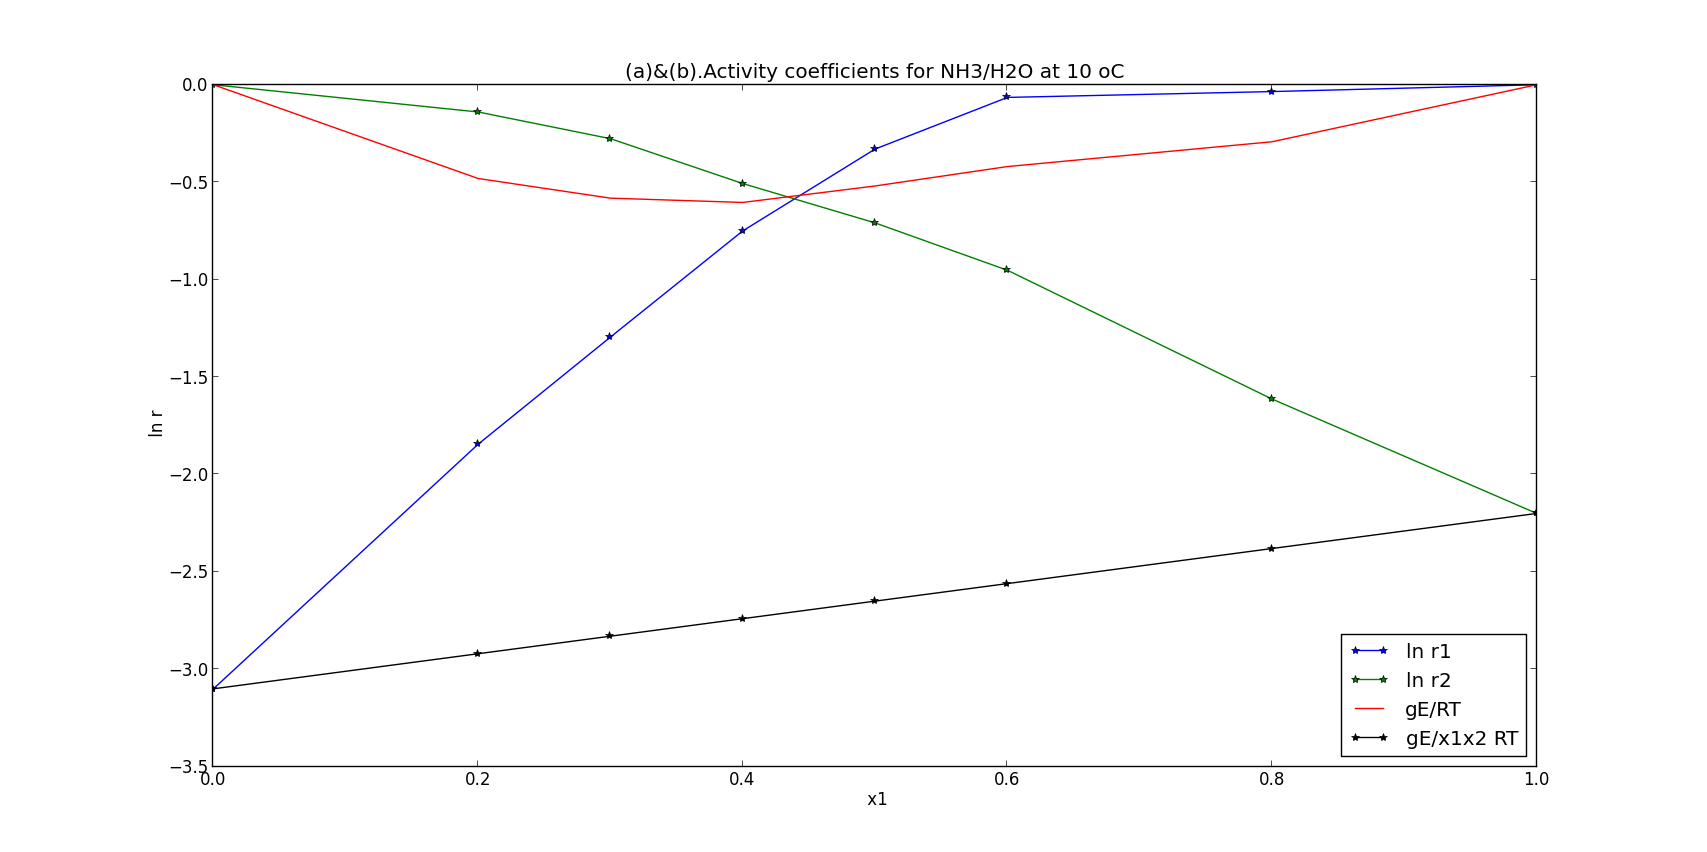 (a)&(b).Activity coefficients for NH3/H2O at 10 oC
0.0
−0.5
−1.0
−1.5
−2.0
−2.5
−3.0
−3.5
ln r
0.0 0.2 0.4 0.6 0.8 1.0
x1
ln r1
ln r2
gE/RT
gE/x1x2 RT